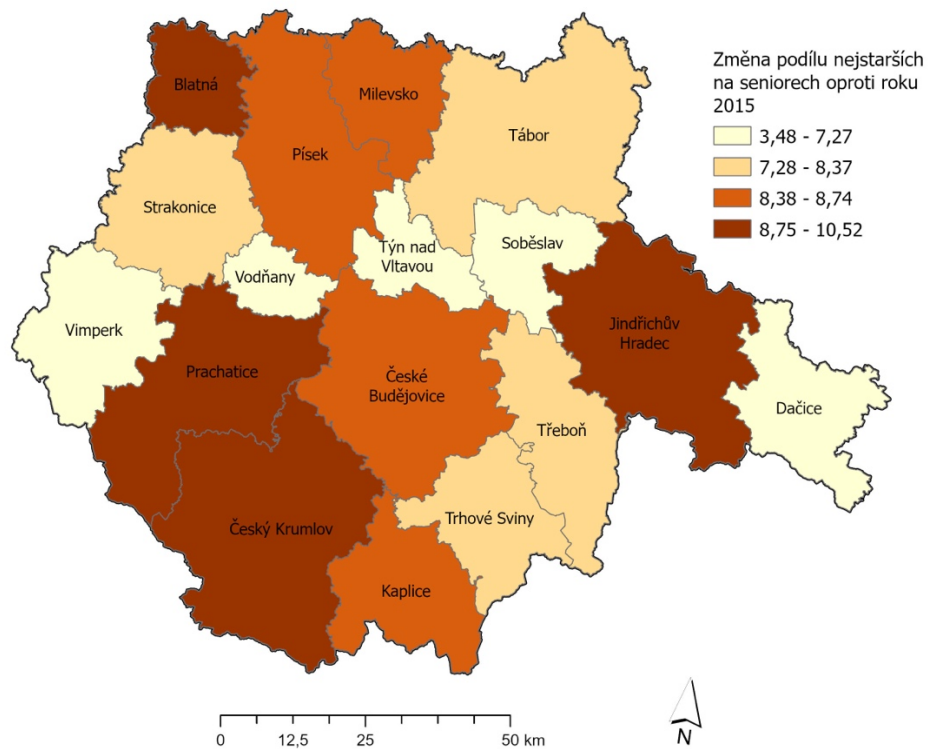 Změna podílu nejstarších
na seniorech oproti roku
2015
3,48 - 7,27
7,28 - 8,37
8,38 - 8,74
8,75 - 10,52
Blatná
Milevsko
Tábor
Písek
Strakonice
Týn nad
Vltavou
Soběslav
Vodňany
Vimperk
Jindřichův
Hradec
Prachatice
České
Budějovice
Dačice
Třeboň
Trhové Sviny
Český Krumlov
Kaplice
0 12,5 25 50 km
N